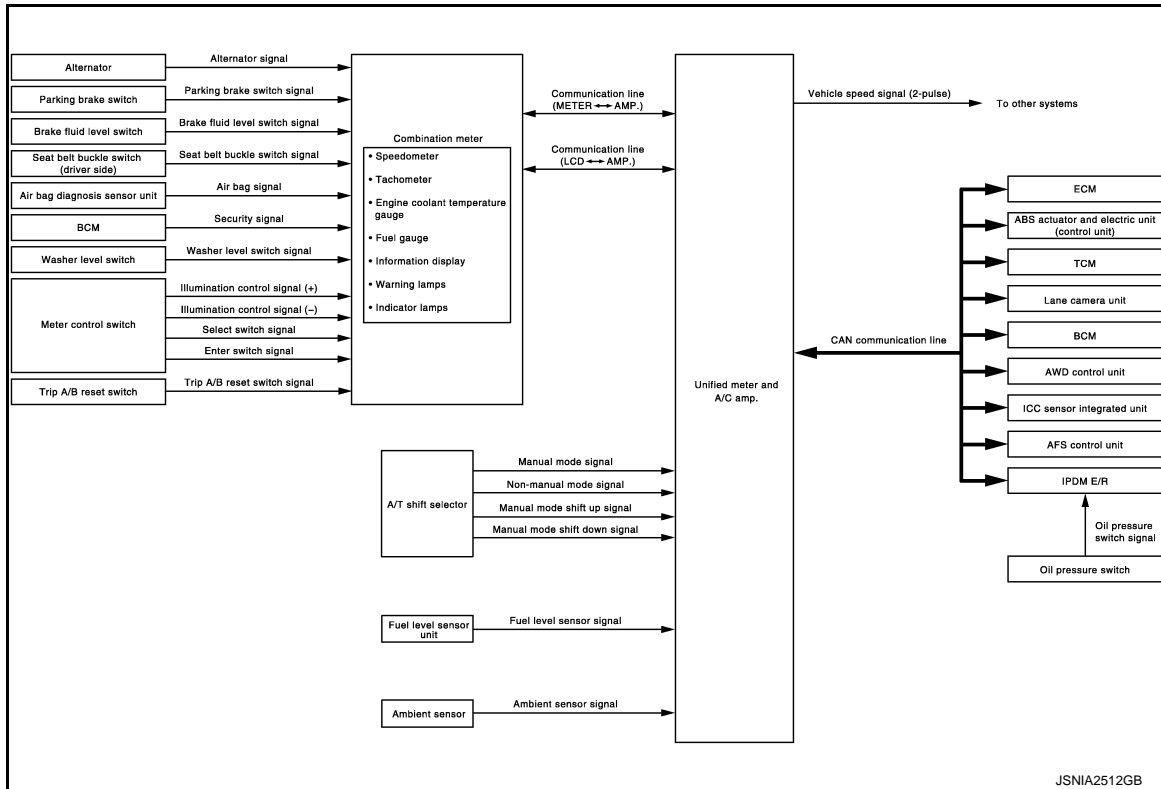 Alternator
Alternator signal
Parking brake switch
Parking brake switch signal
Brake fluid level switch
Brake fluid level switch signal
Seat belt buckle switch
(driver side)
Seat belt buckle switch signal
Air bag diagnosis sensor unit
Air bag signal
BCM
Security signal
Washer level switch
Washer level switch signal
Meter control switch
Illumination control signal (+)
Illumination control signal (−)
Select switch signal
Enter switch signal
Trip A/B reset switch
Trip A/B reset switch signal
Combination meter
• Speedometer
• Tachometer
• Engine coolant temperature
gauge
• Fuel gauge
• Information display
• Warning lamps
• Indicator lamps
Communication line
(METER ↔ AMP.)
Communication line
(LCD ↔ AMP.)
A/T shift selector
Manual mode signal
Non-manual mode signal
Manual mode shift up signal
Manual mode shift down signal
Fuel level sensor
unit
Fuel level sensor signal
Ambient sensor
Ambient sensor signal
Unified meter and
A/C amp.
Vehicle speed signal (2-pulse)
To other systems
CAN communication line
ECM
ABS actuator and electric unit
(control unit)
TCM
Lane camera unit
BCM
AWD control unit
ICC sensor integrated unit
AFS control unit
IPDM E/R
Oil pressure
switch signal
Oil pressure switch
JSNIA2512GB